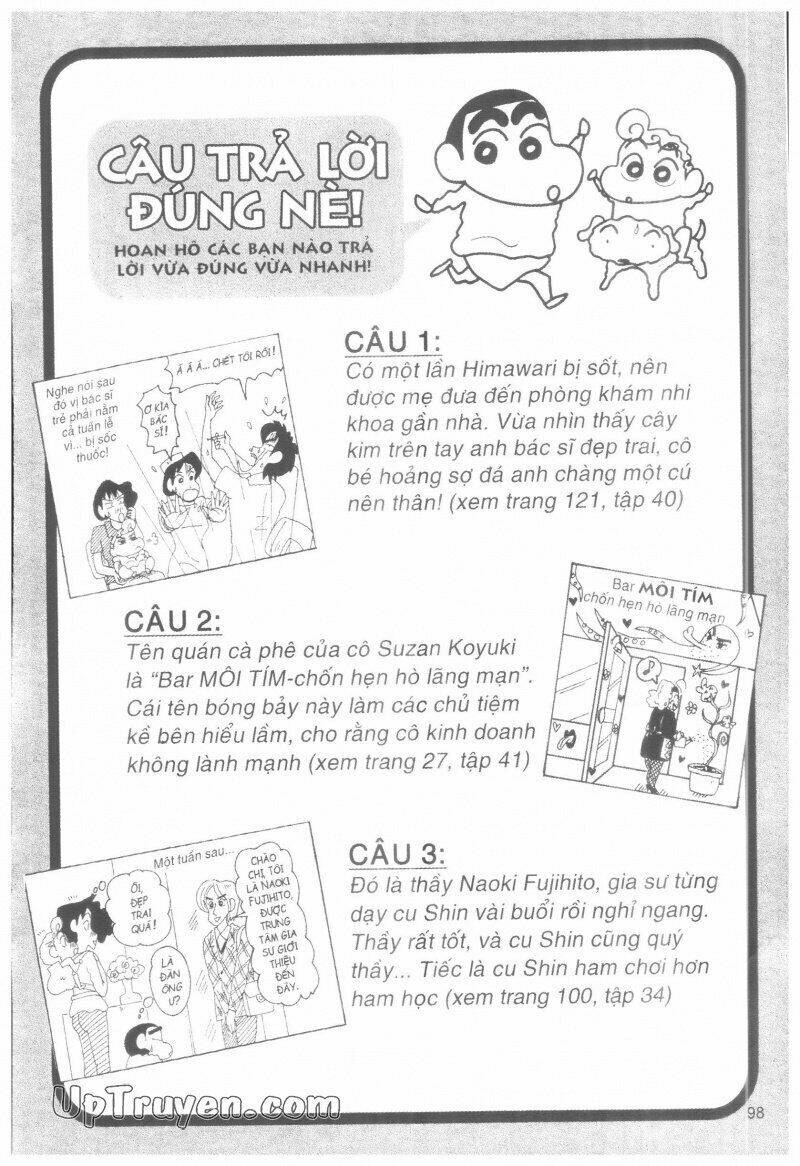 CÂU TRẢ LỜI
ĐÚNG NÈ!
HOAN HÔ CÁC BẠN NÀO TRẢ
LỜI VỪA ĐÚNG VỪA NHANH!
CÂU 1:
Có một lần Himawari bị sốt, nên
được mẹ đưa đến phòng khám nhi
khoa gần nhà. Vừa nhìn thấy cây
kim trên tay anh bác sĩ đẹp trai, cô
bé hoảng sợ đá anh chàng một cú
nên thân! (xem trang 121, tập 40)
Nghe nói sau
đó vị bác sĩ
trẻ phải nằm
cả tuần lễ
vì... bị sốc
thuốc!
Ơ KÌA
BÁC
SĨ!
Á Á Á... CHẾT TÔI RỒI!
CÂU 2:
Tên quán cà phê của cô Suzan Koyuki
là “Bar MÔI TÍM-chốn hẹn hò lãng mạn”.
Cái tên bóng bảy này làm các chủ tiệm
kề bên hiểu lầm, cho rằng cô kinh doanh
không lành mạnh (xem trang 27, tập 41)
Bar MÔI TÍM
chốn hẹn hò lãng mạn
CÂU 3:
Đó là thầy Naoki Fujihito, gia sư từng
dạy cu Shin vài buổi rồi nghỉ ngang.
Thầy rất tốt, và cu Shin cũng quý
thầy... Tiếc là cu Shin ham chơi hơn
ham học (xem trang 100, tập 34)
Một tuần sau...
ÔI,
ĐẸP
TRAI
QUÁ!
LÀ
ĐÀN
ÔNG
Ư?
CHÀO
CHỊ, TÔI
LÀ NAOKI
FUJIHITO,
ĐƯỢC
TRUNG
TÂM GIA
SƯ GIỚI
THIỆU
ĐẾN
ĐÂY.
UpTruyen.com
98